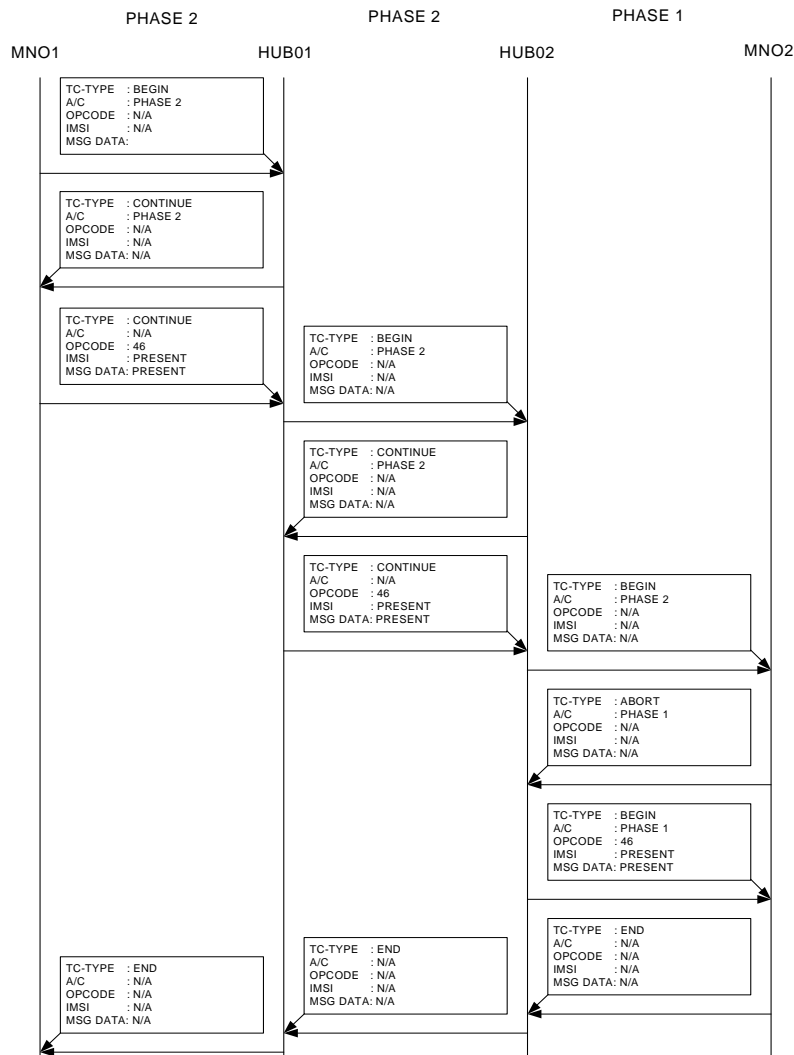 PHASE 2 PHASE 2 PHASE 1
MNO1 HUB01 HUB02 MNO2
TC-TYPE : BEGIN
A/C : PHASE 2
OPCODE : N/A
IMSI : N/A
MSG DATA:
TC-TYPE : CONTINUE
A/C : PHASE 2
OPCODE : N/A
IMSI : N/A
MSG DATA: N/A
TC-TYPE : CONTINUE
A/C : N/A
OPCODE : 46
IMSI : PRESENT
MSG DATA: PRESENT
TC-TYPE : BEGIN
A/C : PHASE 2
OPCODE : N/A
IMSI : N/A
MSG DATA: N/A
TC-TYPE : CONTINUE
A/C : PHASE 2
OPCODE : N/A
IMSI : N/A
MSG DATA: N/A
TC-TYPE : CONTINUE
A/C : N/A
OPCODE : 46
IMSI : PRESENT
MSG DATA: PRESENT
TC-TYPE : BEGIN
A/C : PHASE 2
OPCODE : N/A
IMSI : N/A
MSG DATA: N/A
TC-TYPE : ABORT
A/C : PHASE 1
OPCODE : N/A
IMSI : N/A
MSG DATA: N/A
TC-TYPE : BEGIN
A/C : PHASE 1
OPCODE : 46
IMSI : PRESENT
MSG DATA: PRESENT
TC-TYPE : END
A/C : N/A
OPCODE : N/A
IMSI : N/A
MSG DATA: N/A
TC-TYPE : END
A/C : N/A
OPCODE : N/A
IMSI : N/A
MSG DATA: N/A
TC-TYPE : END
A/C : N/A
OPCODE : N/A
IMSI : N/A
MSG DATA: N/A